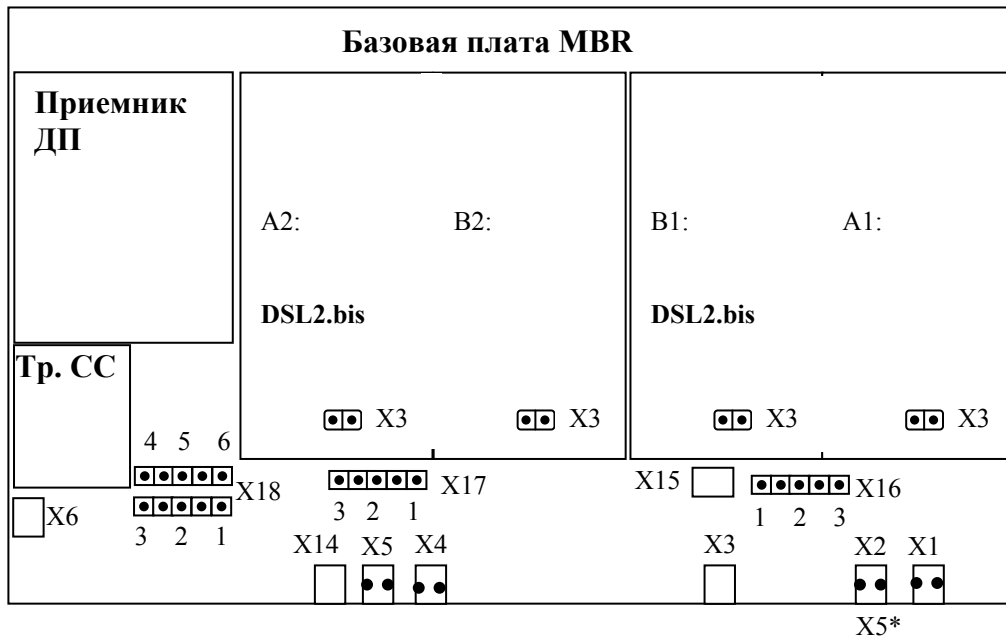 Базовая плата MBR
Приемник
ДП
A2: B2: B1: A1:
DSL2.bis DSL2.bis
Тр. СС
X3 X3 X3 X3
4 5 6
X18 X17 X15 X16
X6
3 2 1 3 2 1 1 2 3
X14 X5 X4 X3 X2 X1
X5*